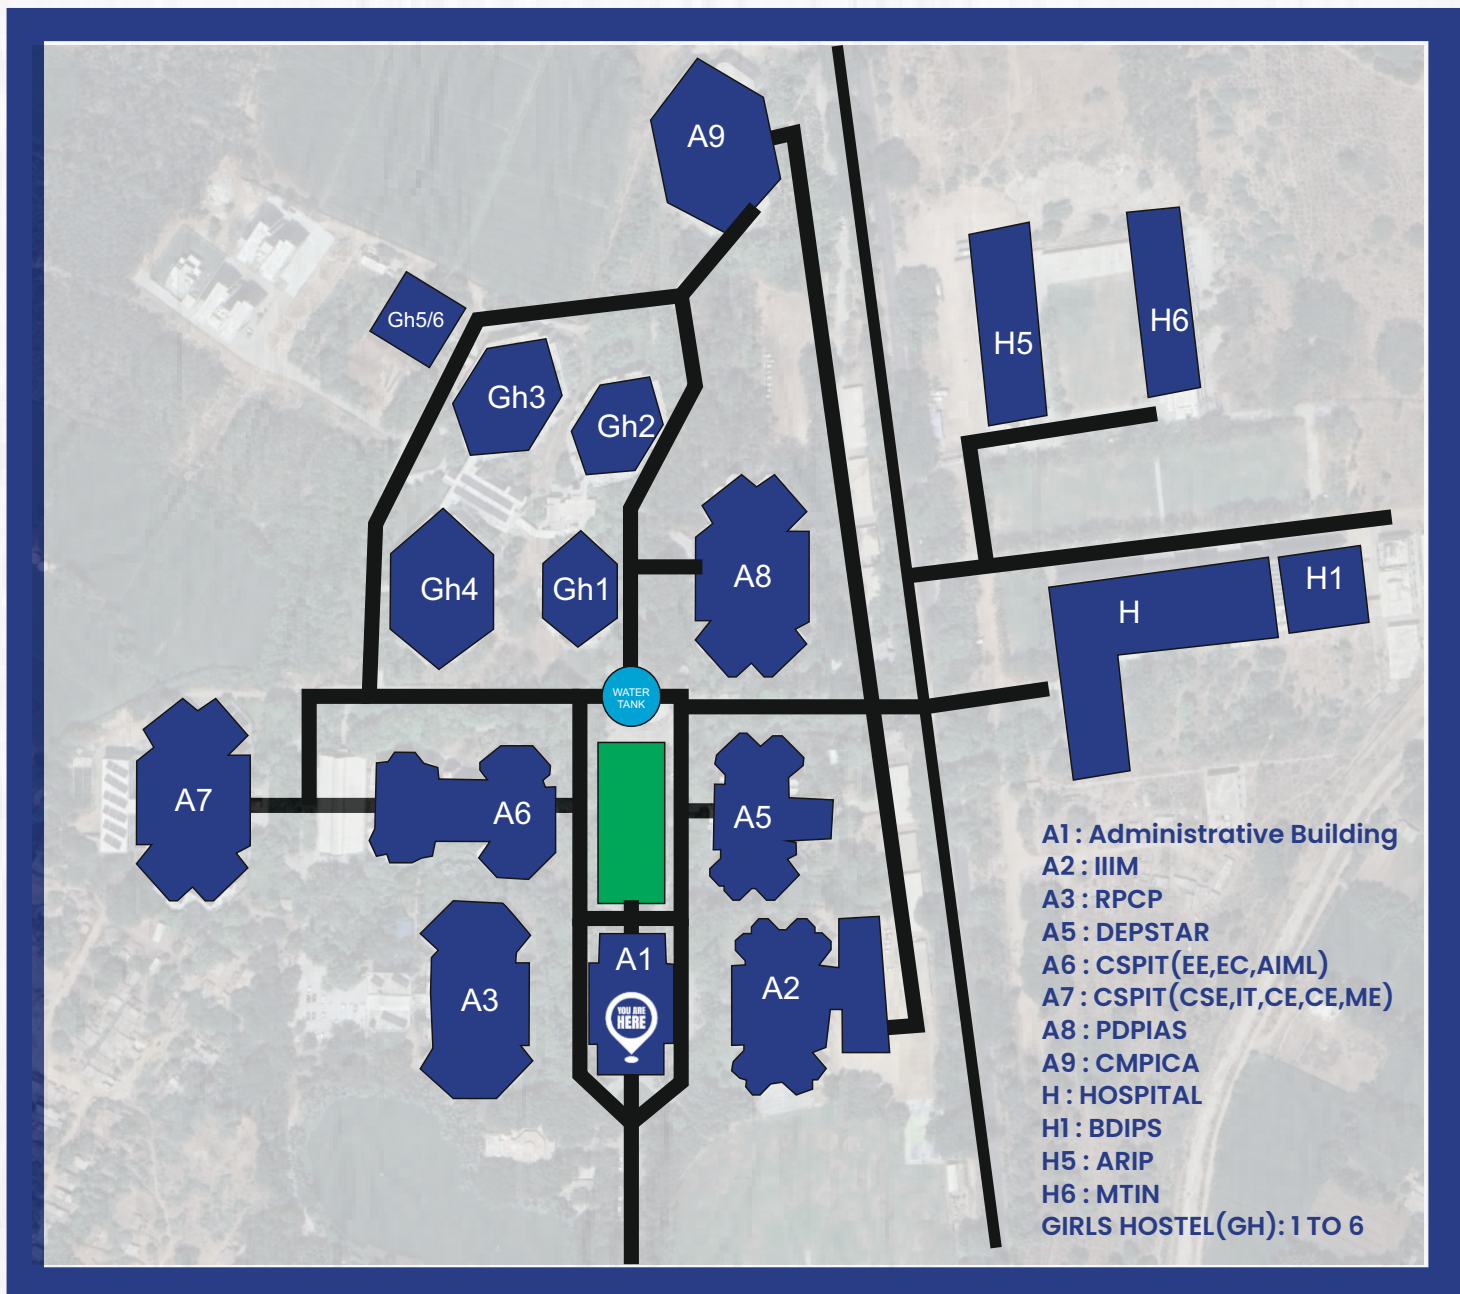 A9
Gh5/6
H5
H6
Gh3
Gh2
Gh4
Gh1
A8
H
H1
WATER
TANK
A7
A6
A5
A3
A1
YOU ARE
HERE
A2
A1 : Administrative Building
A2 : IIIM
A3 : RPCP
A5 : DEPSTAR
A6 : CSPIT(EE,EC,AIML)
A7 : CSPIT(CSE,IT,CE,CE,ME)
A8 : PDPIAS
A9 : CMPICA
H : HOSPITAL
H1 : BDIPS
H5 : ARIP
H6 : MTIN
GIRLS HOSTEL(GH): 1 TO 6